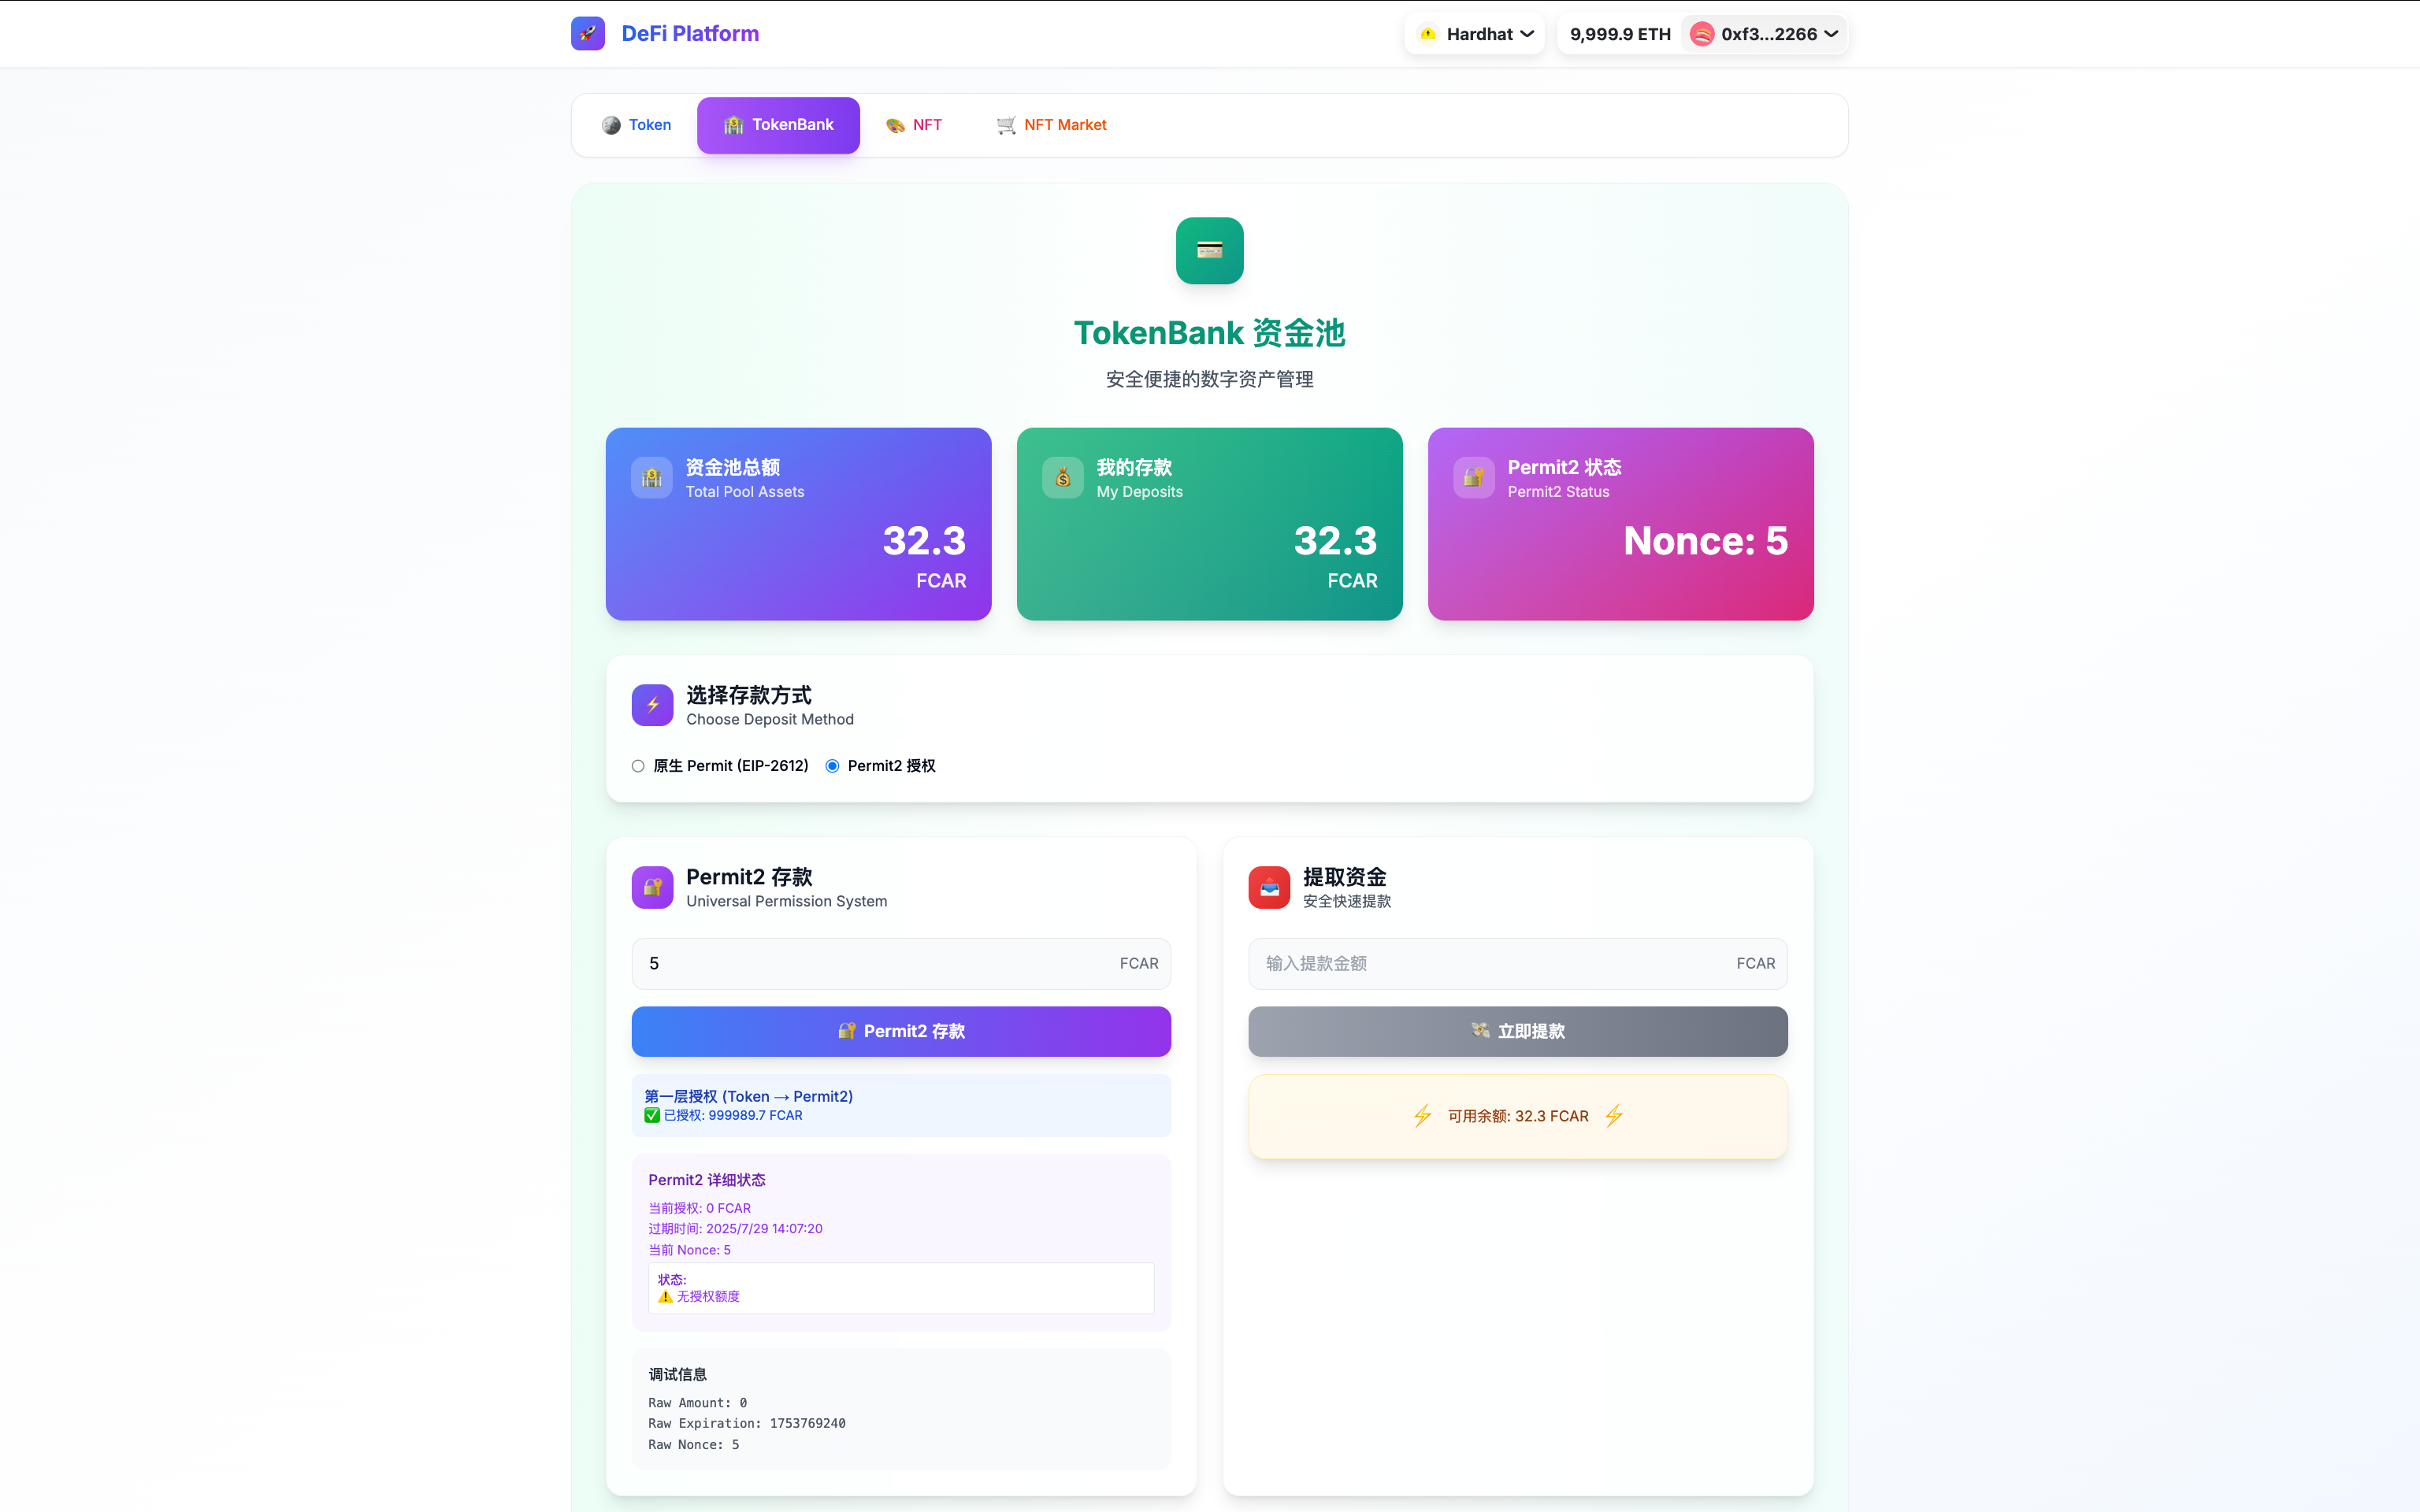 DeFi Platform
Hardhat
9,999.9 ETH
0xf3...2266
Token
TokenBank
NFT
NFT Market
TokenBank 资金池
安全便捷的数字资产管理
资金池总额
Total Pool Assets
32.3
FCAR
我的存款
My Deposits
32.3
FCAR
Permit2 状态
Permit2 Status
Nonce: 5
选择存款方式
Choose Deposit Method
原生 Permit (EIP-2612)
Permit2 授权
Permit2 存款
Universal Permission System
5
FCAR
Permit2 存款
第一层授权 (Token → Permit2)
已授权: 999989.7 FCAR
Permit2 详细状态
当前授权: 0 FCAR
过期时间: 2025/7/29 14:07:20
当前 Nonce: 5
状态:
无授权额度
调试信息
Raw Amount: 0
Raw Expiration: 1753769240
Raw Nonce: 5
提取资金
安全快速提款
输入提款金额
FCAR
立即提款
可用余额: 32.3 FCAR